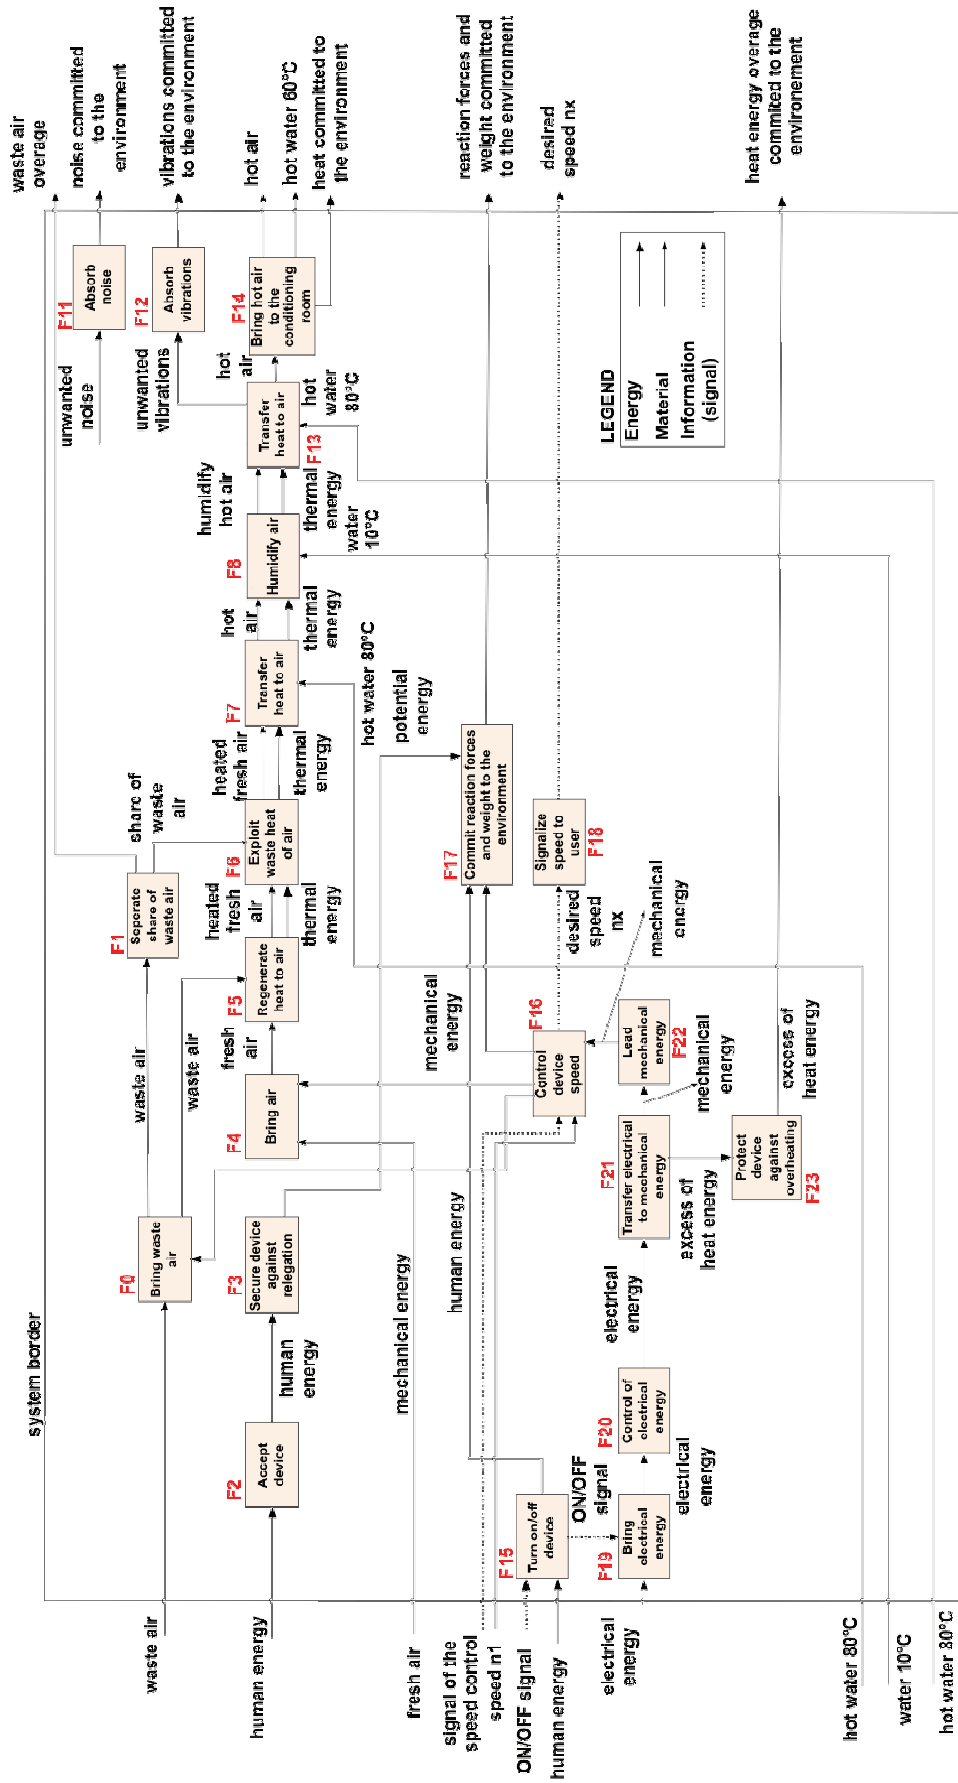 system border
waste air
overage
noise committed
to the
environment
vibrations committed
to the environment
hot air
hot water 60°C
heat committed to
the environment
reaction forces and
weight committed
to the environment
desired
speed nx
heat energy overage
commited to the
environement
waste air
human energy
fresh air
signal of the
speed control
speed n1
ON/OFF signal
human energy
electrical
energy
hot water 80°C
water 10°C
hot water 80°C
F0
Bring waste
air
waste air
waste air
F1
Seperate
share of
waste air
share of
waste
air
unwanted
noise
F11
Absorb
noise
unwanted
vibrations
F12
Absorb
vibrations
F2
Accept
device
human
energy
F3
Secure device
against
relegation
F4
Bring air
fresh
air
F5
Regenerate
heat to air
heated
fresh
air
thermal
energy
F6
Exploit
waste heat
of air
heated
fresh air
thermal
energy
F7
Transfer
heat to air
hot
air
thermal
energy
hot water 80°C
F8
Humidify air
humidify
hot air
thermal
energy
water
10°C
F13
Transfer
heat to air
hot
air
hot
water
80°C
F14
Bring hot air
to the
conditioning
room
mechanical energy
mechanical
energy
potential
energy
human energy
F17
Commit reaction forces
and weight to the
environment
F15
Turn on/off
device
ON/OFF
signal
F16
Control
device
speed
desired
speed
nx
F18
Signalize
speed to
user
mechanical
energy
F19
Bring
electrical
energy
electrical
energy
F20
Control of
electrical
energy
electrical
energy
F21
Transfer electrical
to mechanical
energy
mechanical
energy
F22
Lead
mechanical
energy
excess of
heat energy
F23
Protect
device
against
overheating
excess of
heat energy
LEGEND
Energy
Material
Information
(signal)